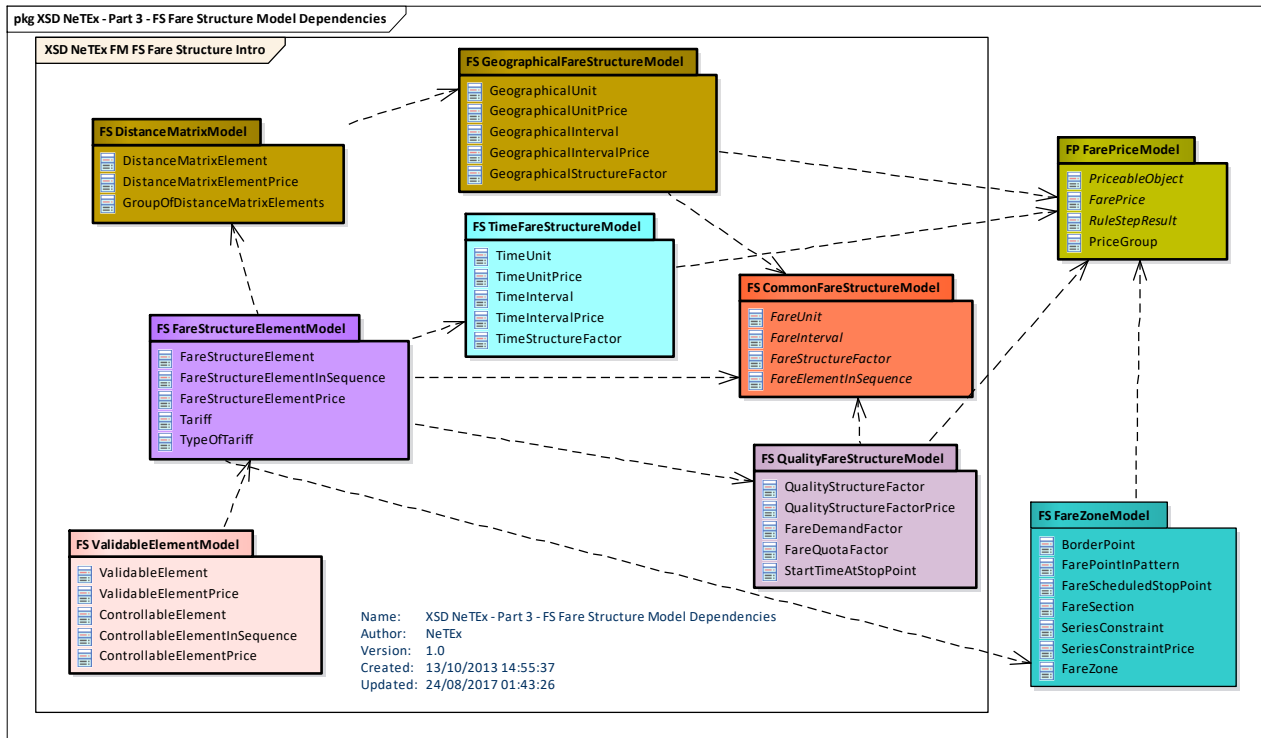 pkg XSD NeTEx - Part 3 - FS Fare Structure Model Dependencies
XSD NeTEx FM FS Fare Structure Intro
FS GeographicalFareStructureModel
GeographicalUnit
GeographicalUnitPrice
GeographicalInterval
GeographicalIntervalPrice
GeographicalStructureFactor
FS DistanceMatrixModel
DistanceMatrixElement
DistanceMatrixElementPrice
GroupOfDistanceMatrixElements
FP FarePriceModel
PriceableObject
FarePrice
RuleStepResult
PriceGroup
FS TimeFareStructureModel
TimeUnit
TimeUnitPrice
TimeInterval
TimeIntervalPrice
TimeStructureFactor
FS CommonFareStructureModel
FareUnit
FareInterval
FareStructureFactor
FareElementInSequence
FS FareStructureElementModel
FareStructureElement
FareStructureElementInSequence
FareStructureElementPrice
Tariff
TypeOfTariff
FS QualityFareStructureModel
QualityStructureFactor
QualityStructureFactorPrice
FareDemandFactor
FareQuotaFactor
StartTimeAtStopPoint
FS FareZoneModel
BorderPoint
FarePointInPattern
FareScheduledStopPoint
FareSection
SeriesConstraint
SeriesConstraintPrice
FareZone
FS ValidableElementModel
ValidableElement
ValidableElementPrice
ControllableElement
ControllableElementInSequence
ControllableElementPrice
Name: XSD NeTEx - Part 3 - FS Fare Structure Model Dependencies
Author: NeTEx
Version: 1.0
Created: 13/10/2013 14:55:37
Updated: 24/08/2017 01:43:26